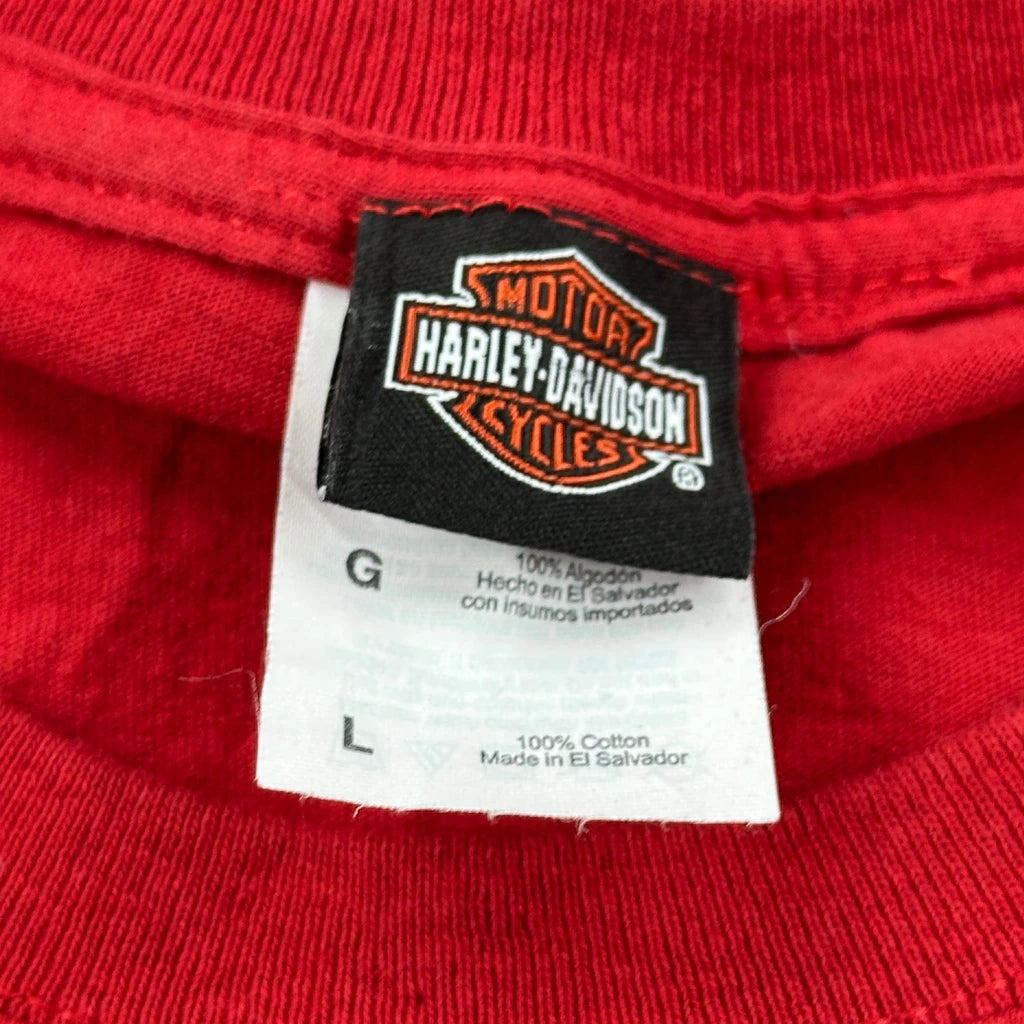 MOTOR
HARLEY-DAVIDSON
CYCLES
®
G
100% Algodón
Hecho en El Salvador
con insumos importados
L
100% Cotton
Made in El Salvador